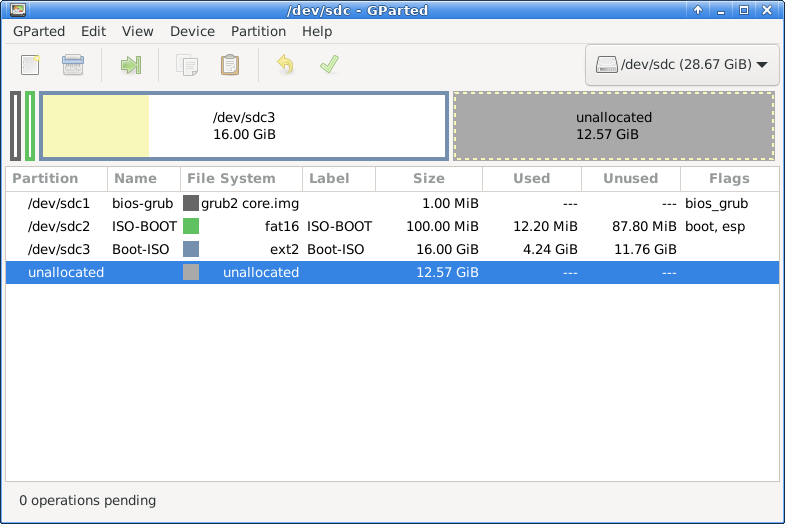 /dev/sdc - GParted
GParted Edit View Device Partition Help
/dev/sdc (28.67 GiB)
/dev/sdc3
16.00 GiB
unallocated
12.57 GiB
Partition Name File System Label Size Used Unused Flags
/dev/sdc1 bios-grub grub2 core.img 1.00 MiB --- --- bios_grub
/dev/sdc2 ISO-BOOT fat16 ISO-BOOT 100.00 MiB 12.20 MiB 87.80 MiB boot, esp
/dev/sdc3 Boot-ISO ext2 Boot-ISO 16.00 GiB 4.24 GiB 11.76 GiB
unallocated unallocated 12.57 GiB --- ---
0 operations pending